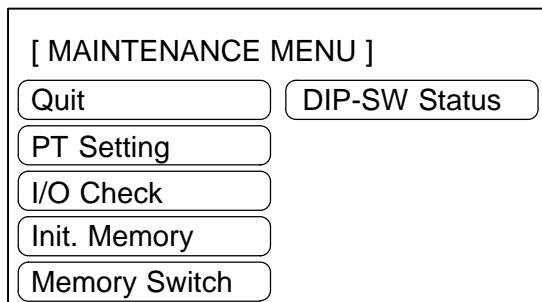 [ MAINTENANCE MENU ]
Quit
DIP-SW Status
PT Setting
I/O Check
Init. Memory
Memory Switch